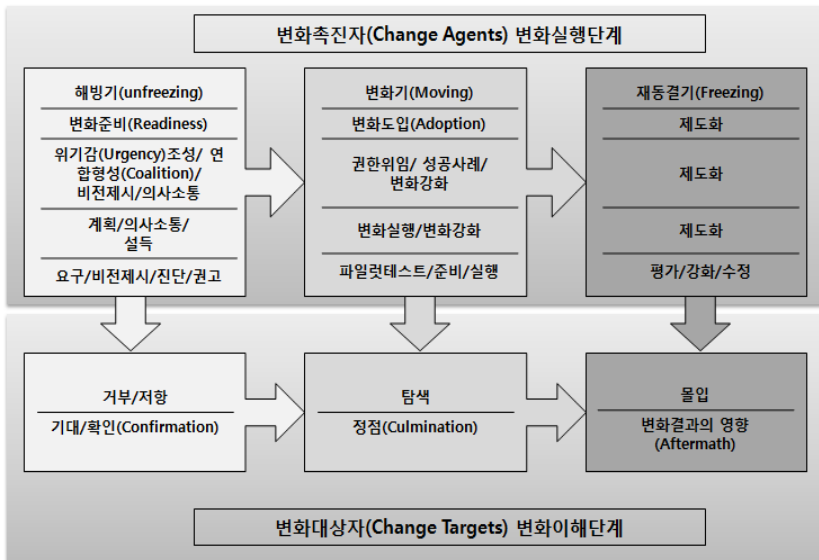 변화촉진자(Change Agents) 변화실행단계
해빙기(unfreezing)
변화준비(Readiness)
위기감(Urgency)조성/ 연
합형성(Coalition)/
비전제시/의사소통
계획/의사소통/
설득
요구/비전제시/진단/권고
변화기(Moving)
변화도입(Adoption)
권한위임/ 성공사례/
변화강화
변화실행/변화강화
파일럿테스트/준비/실행
재동결기(Freezing)
제도화
제도화
제도화
평가/강화/수정
거부/저항
기대/확인(Confirmation)
탐색
정점(Culmination)
몰입
변화결과의 영향
(Aftermath)
변화대상자(Change Targets) 변화이해단계